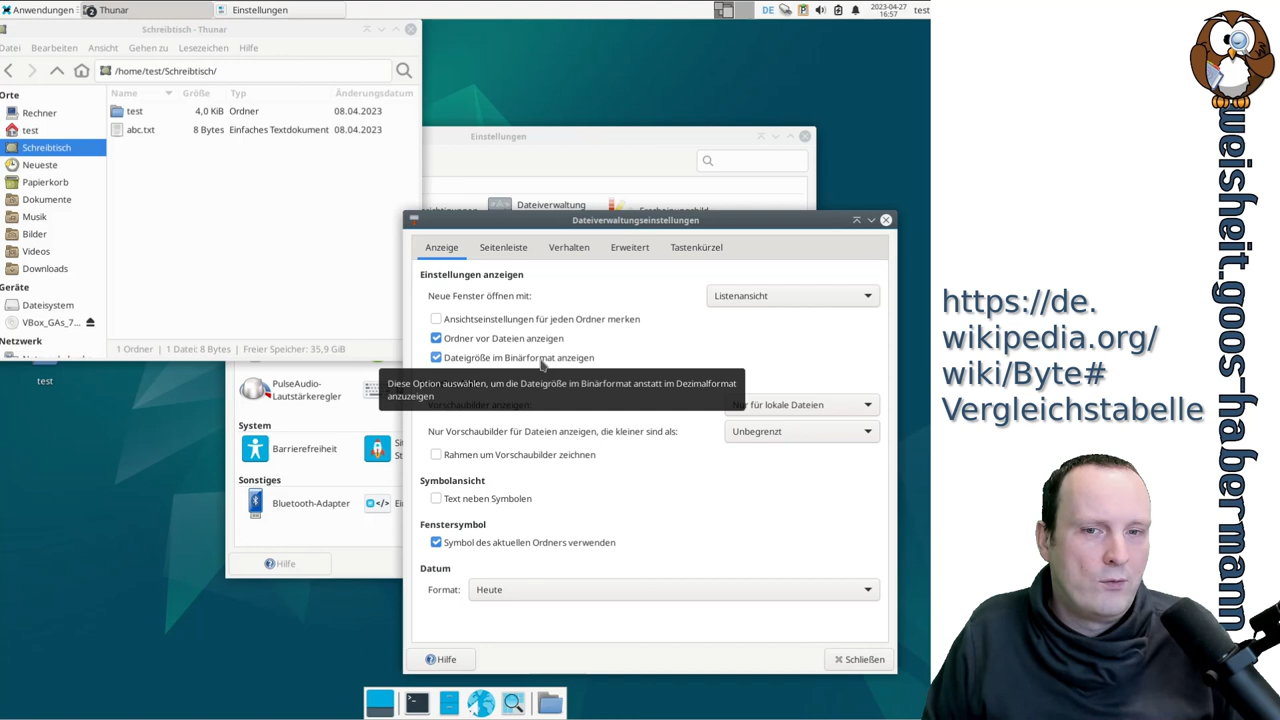 Anwendungen
2 Thunar
Einstellungen
DE
2023-04-27
16:57
test
Schreibtisch - Thunar
Datei Bearbeiten Ansicht Gehen zu Lesezeichen Hilfe
/home/test/Schreibtisch/
Orte
Rechner
test
Schreibtisch
Neueste
Papierkorb
Dokumente
Musik
Bilder
Videos
Downloads
Geräte
Dateisystem
VBox_GAs_7...
Netzwerk
Name Größe Typ Änderungsdatum
test 4,0 KiB Ordner 08.04.2023
abc.txt 8 Bytes Einfaches Textdokument 08.04.2023
1 Ordner | 1 Datei: 8 Bytes | Freier Speicher: 35,9 GiB
test
Einstellungen
Dateiverwaltung
PulseAudio-
Lautstärkeregler
System
Barrierefreiheit
Sonstiges
Bluetooth-Adapter
Hilfe
Dateiverwaltungseinstellungen
Anzeige Seitenleiste Verhalten Erweitert Tastenkürzel
Einstellungen anzeigen
Neue Fenster öffnen mit: Listenansicht
Ansichtseinstellungen für jeden Ordner merken
Ordner vor Dateien anzeigen
Dateigröße im Binärformat anzeigen
Diese Option auswählen, um die Dateigröße im Binärformat anstatt im Dezimalformat
anzuzeigen
Vorschaubilder anzeigen: Nur für lokale Dateien
Nur Vorschaubilder für Dateien anzeigen, die kleiner sind als: Unbegrenzt
Rahmen um Vorschaubilder zeichnen
Symbolansicht
Text neben Symbolen
Fenstersymbol
Symbol des aktuellen Ordners verwenden
Datum
Format: Heute
Hilfe
Schließen
https://de.
wikipedia.org/
wiki/Byte#
Vergleichstabelle
weisheit.goos-habermann